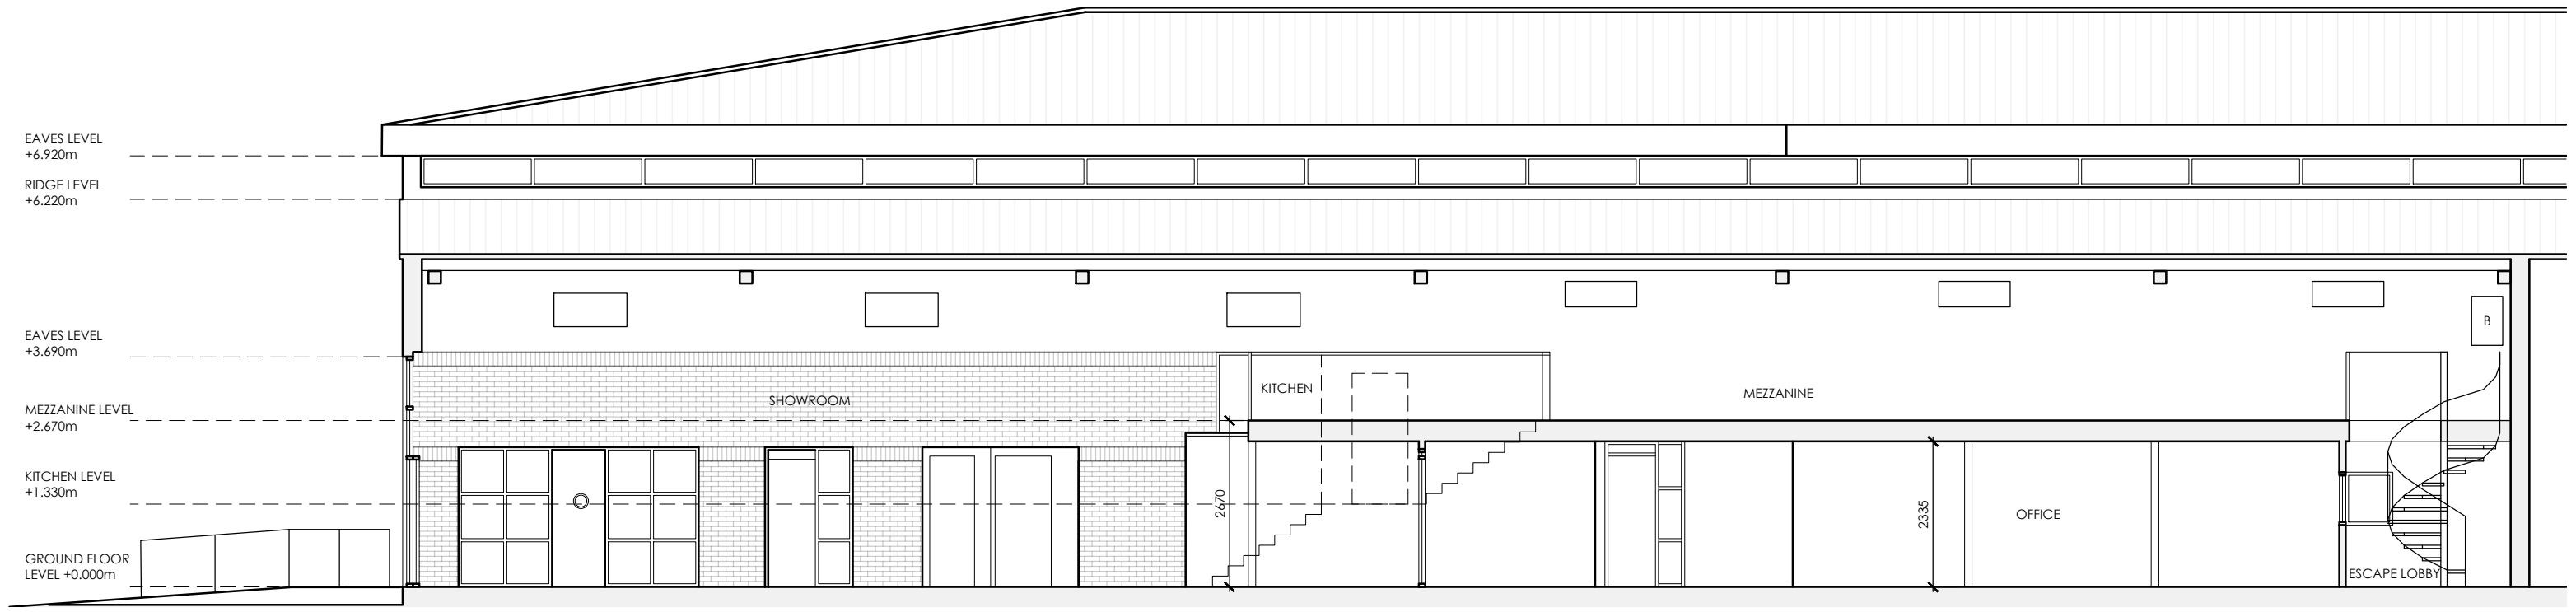 EAVES LEVEL
+6.920m
RIDGE LEVEL
+6.220m
EAVES LEVEL
+3.690m
MEZZANINE LEVEL
+2.670m
KITCHEN LEVEL
+1.330m
GROUND FLOOR
LEVEL +0.000m
SHOWROOM
KITCHEN
MEZZANINE
B
2670
2335
OFFICE
ESCAPE LOBBY